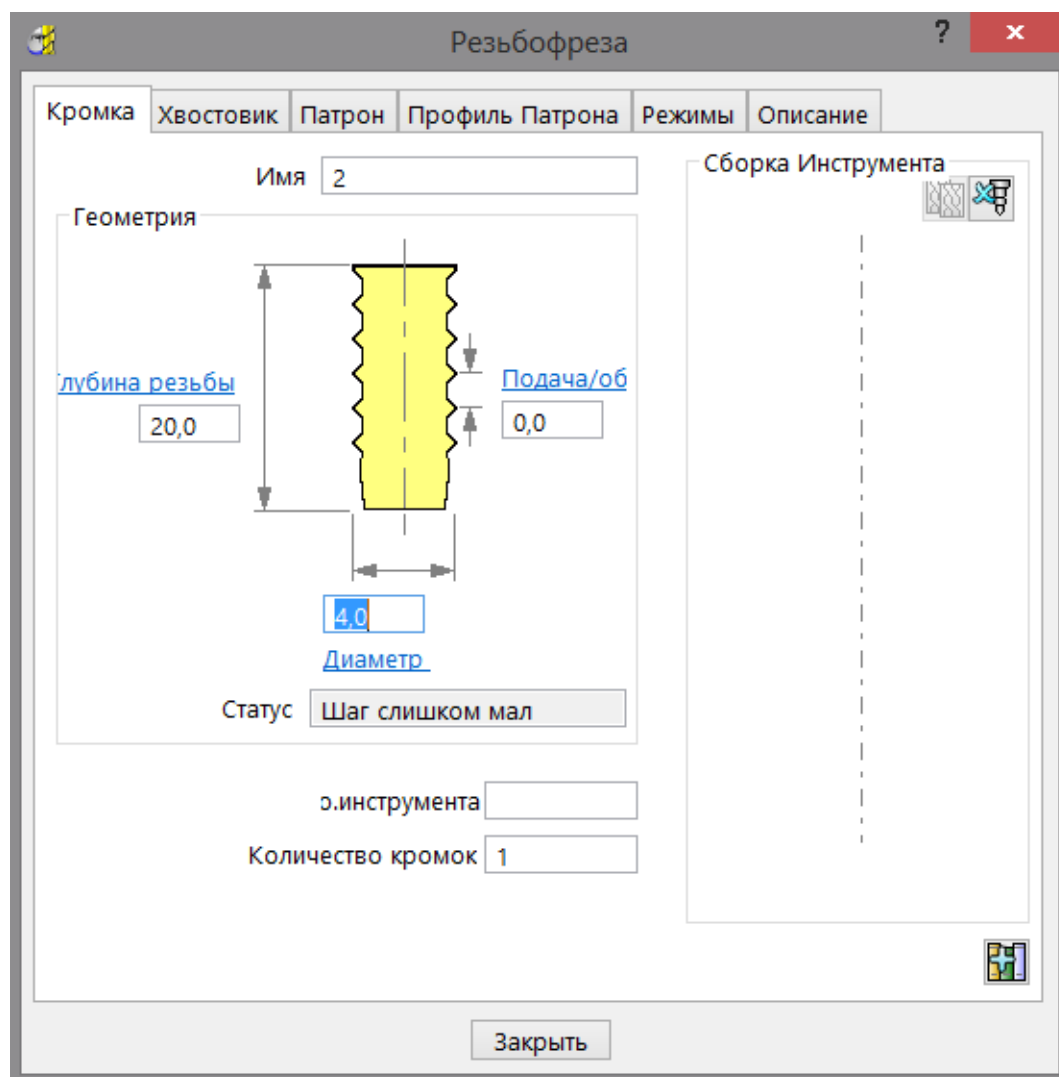 Резьбофреза ? x
Кромка Хвостовик Патрон Профиль Патрона Режимы Описание
Имя 2
Сборка Инструмента
Геометрия
лубина резьбы
20,0
Подача/об
0,0
4,0
Диаметр
Статус Шаг слишком мал
о.инструмента
Количество кромок 1
Закрыть